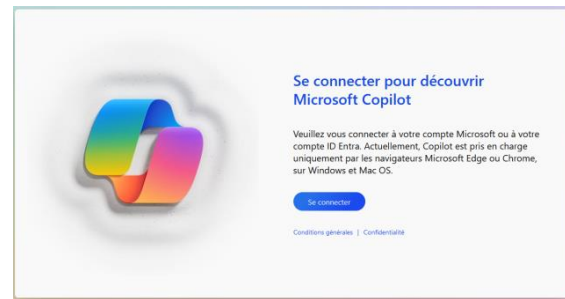 Se connecter pour découvrir
Microsoft Copilot
Veuillez vous connecter à votre compte Microsoft ou à votre
compte ID Entra. Actuellement, Copilot est pris en charge
uniquement par les navigateurs Microsoft Edge ou Chrome,
sur Windows et Mac OS.
Se connecter
Conditions générales | Confidentialité